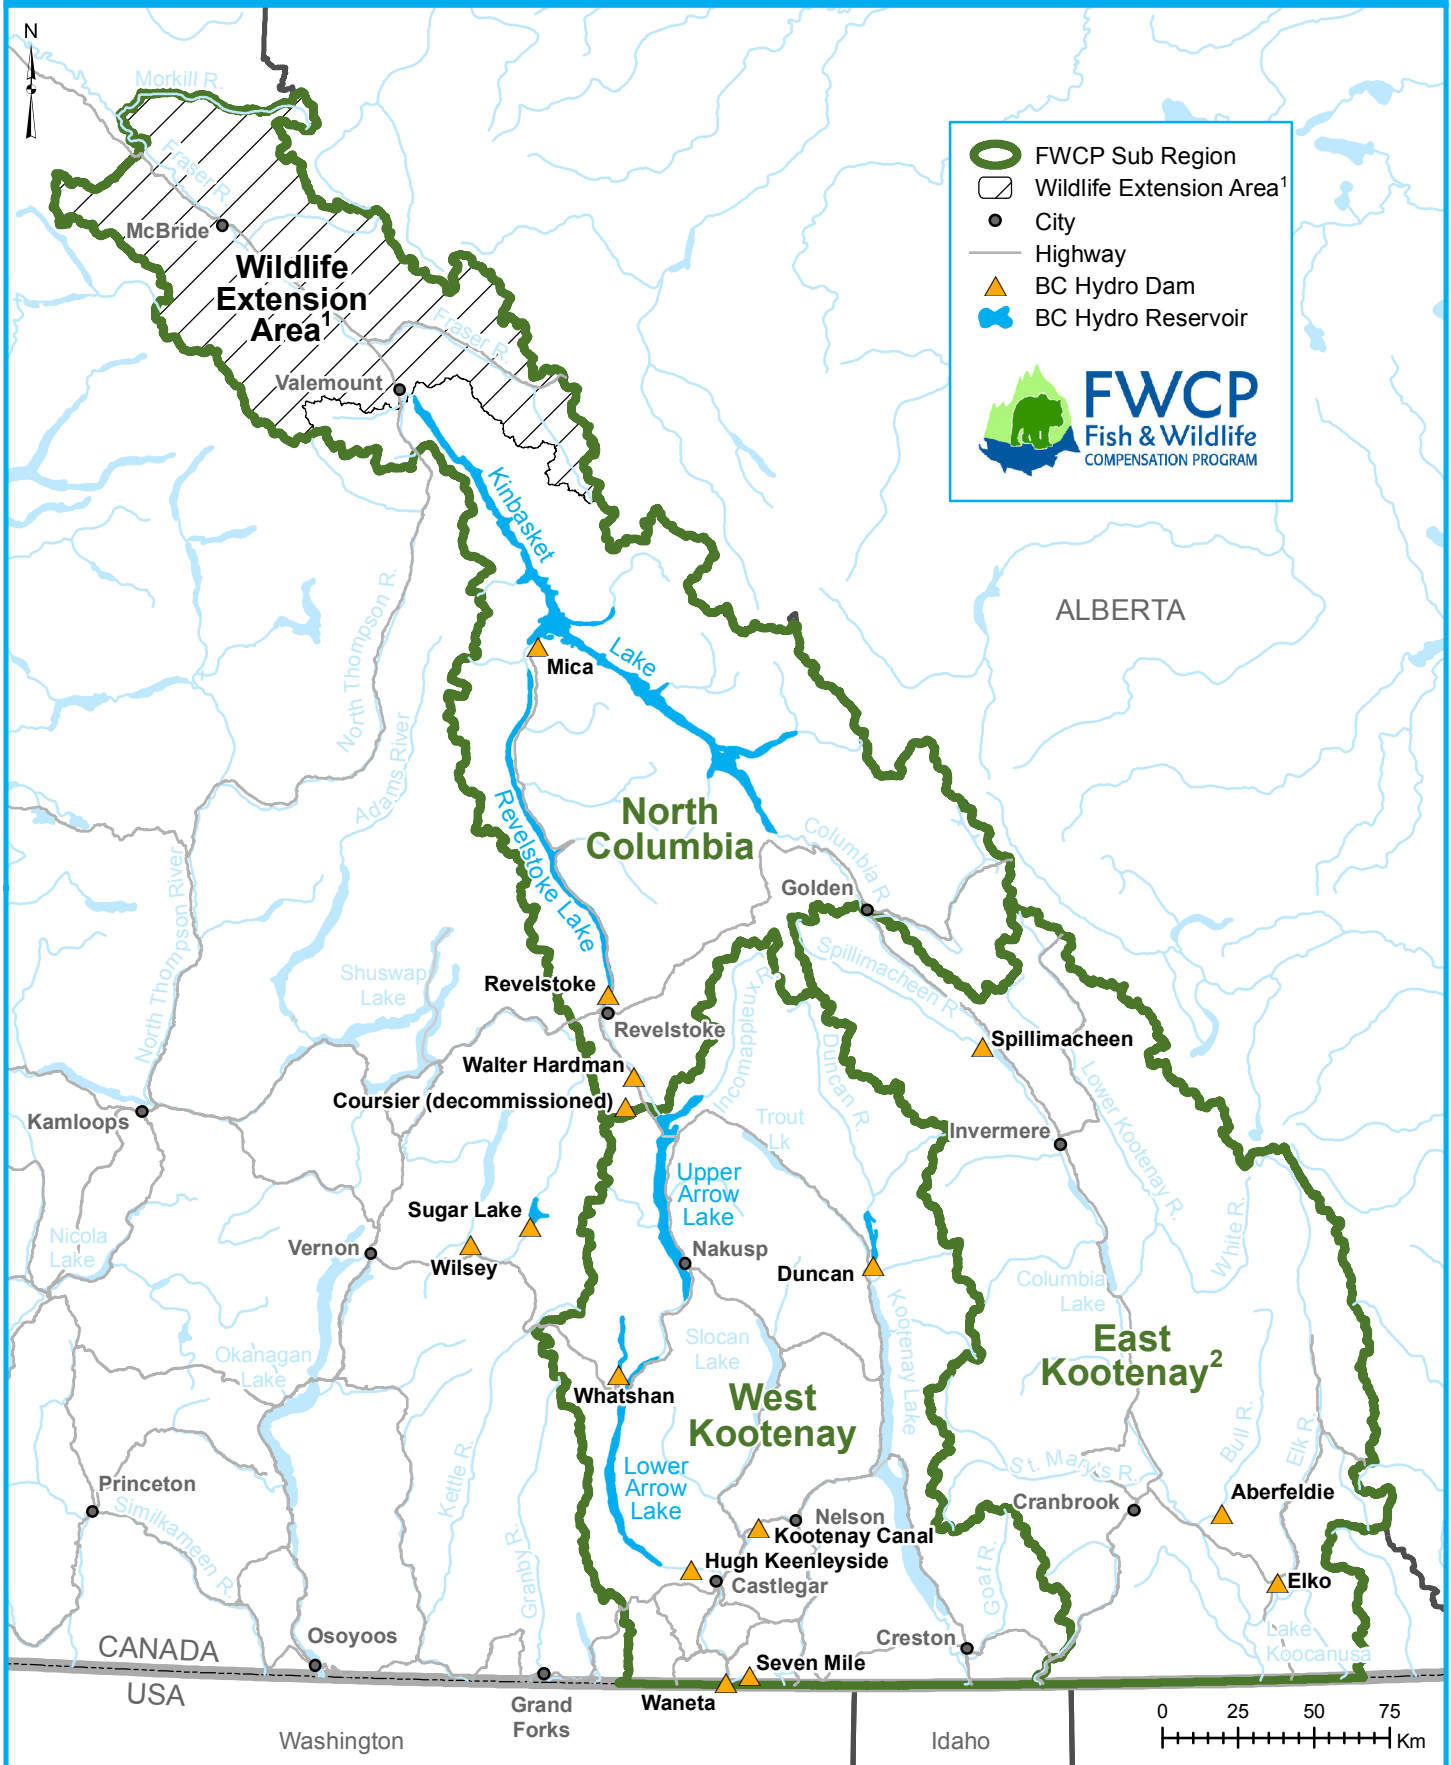 N
Morkill R.
Fraser R.
McBride
Wildlife
Extension
Area1
Fraser R.
Valemount
FWCP Sub Region
Wildlife Extension Area1
City
Highway
BC Hydro Dam
BC Hydro Reservoir
FWCP
Fish & Wildlife
COMPENSATION PROGRAM
Kinbasket
Lake
ALBERTA
North Thompson R.
Adams River
Mica
Revelstoke Lake
North
Columbia
Columbia R.
Golden
North Thompson River
Shuswap
Lake
Revelstoke
Revelstoke
Incomappleux R.
Spillimacheen R.
Spillimacheen
Walter Hardman
Coursier (decommissioned)
Duncan R.
Trout
Lk
Lower Kootenay R.
Kamloops
Invermere
Upper
Arrow
Lake
Sugar Lake
Wilsey
Vernon
Nicola
Lake
Nakusp
Duncan
White R.
Columbia
Lake
Kootenay Lake
Okanagan
Lake
Slocan
Lake
East
Kootenay2
Whatshan
West
Kootenay
Lower
Arrow
Lake
Kettle R.
Princeton
Similkameen R.
St. Mary's R.
Bull R.
Elk R.
Cranbrook
Aberfeldie
Nelson
Kootenay Canal
Hugh Keenleyside
Castlegar
Granby R.
Goat R.
Elko
Lake
Koocanusa
Creston
Osoyoos
CANADA
USA
Seven Mile
Waneta
Grand
Forks
Washington
Idaho
0 25 50 75
Km